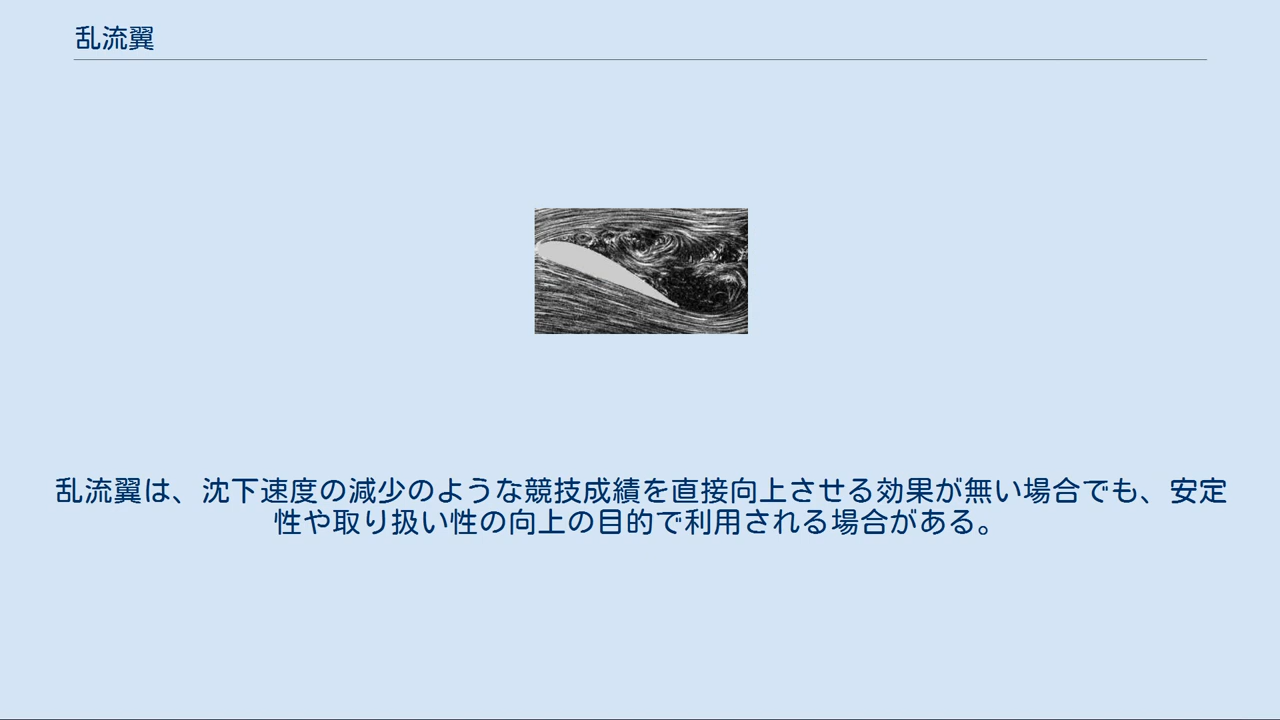 乱流翼
乱流翼は、沈下速度の減少のような競技成績を直接向上させる効果が無い場合でも、安定
性や取り扱い性の向上の目的で利用される場合がある。